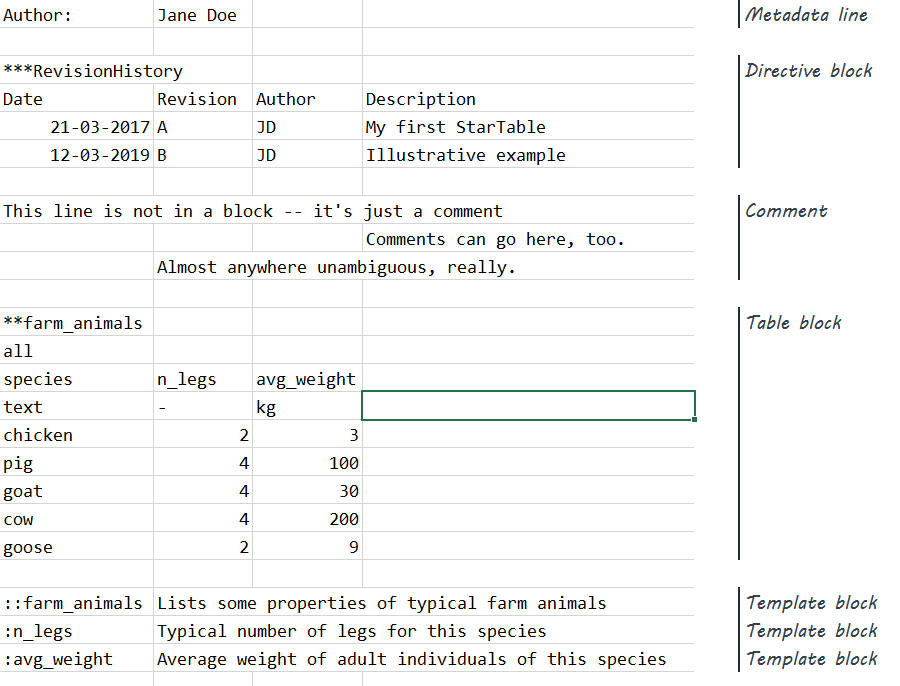 Author: Jane Doe Metadata line
***RevisionHistory Directive block
Date Revision Author Description
21-03-2017 A JD My first StarTable
12-03-2019 B JD Illustrative example
This line is not in a block -- it's just a comment Comment
Comments can go here, too.
Almost anywhere unambiguous, really.
**farm_animals Table block
all
species n_legs avg_weight
text - kg
chicken 2 3
pig 4 100
goat 4 30
cow 4 200
goose 2 9
::farm_animals Lists some properties of typical farm animals Template block
:n_legs Typical number of legs for this species Template block
:avg_weight Average weight of adult individuals of this species Template block